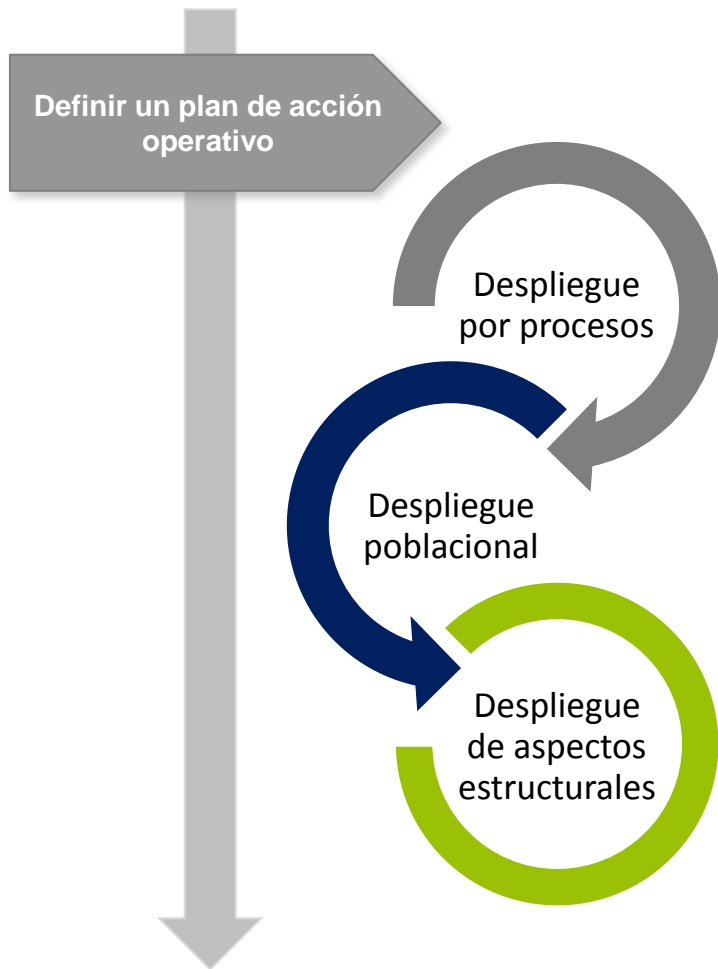 Definir un plan de acción
operativo
Despliegue
por procesos
Despliegue
poblacional
Despliegue
de aspectos
estructurales